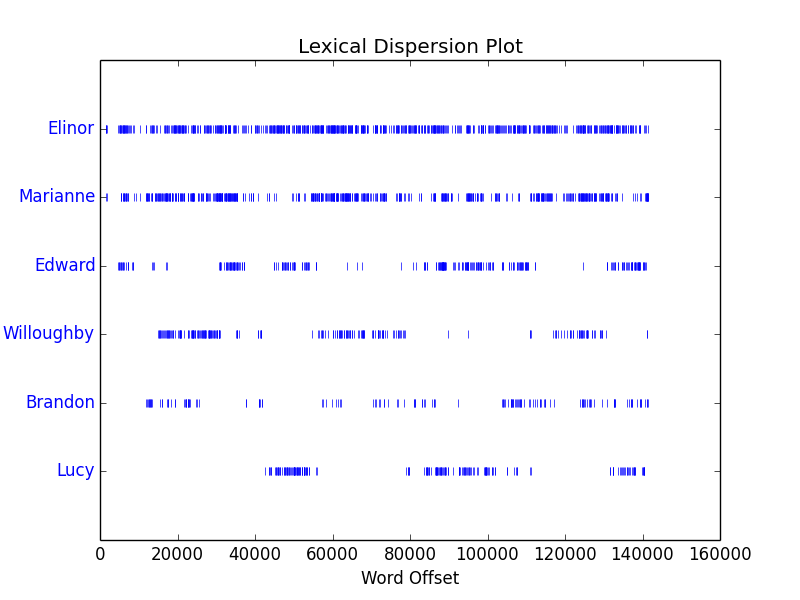 Lexical Dispersion Plot
Elinor
Marianne
Edward
Willoughby
Brandon
Lucy
0 20000 40000 60000 80000 100000 120000 140000 160000
Word Offset